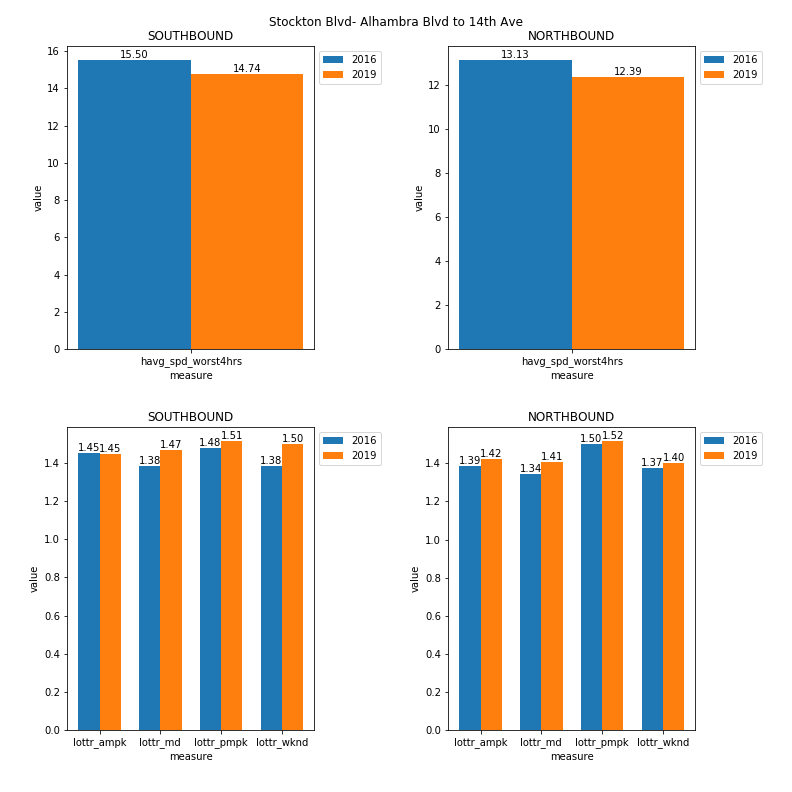 Stockton Blvd- Alhambra Blvd to 14th Ave
SOUTHBOUND
16
14
12
10
8
6
4
2
0
value
15.50
14.74
havg_spd_worst4hrs
measure
2016
2019
NORTHBOUND
12
10
8
6
4
2
0
value
13.13
12.39
havg_spd_worst4hrs
measure
2016
2019
SOUTHBOUND
1.4
1.2
1.0
0.8
0.6
0.4
0.2
0.0
value
1.45 1.45 1.38 1.47 1.48 1.51 1.38 1.50
lottr_ampk lottr_md lottr_pmpk lottr_wknd
measure
2016
2019
NORTHBOUND
1.4
1.2
1.0
0.8
0.6
0.4
0.2
0.0
value
1.39 1.42 1.34 1.41 1.50 1.52 1.37 1.40
lottr_ampk lottr_md lottr_pmpk lottr_wknd
measure
2016
2019